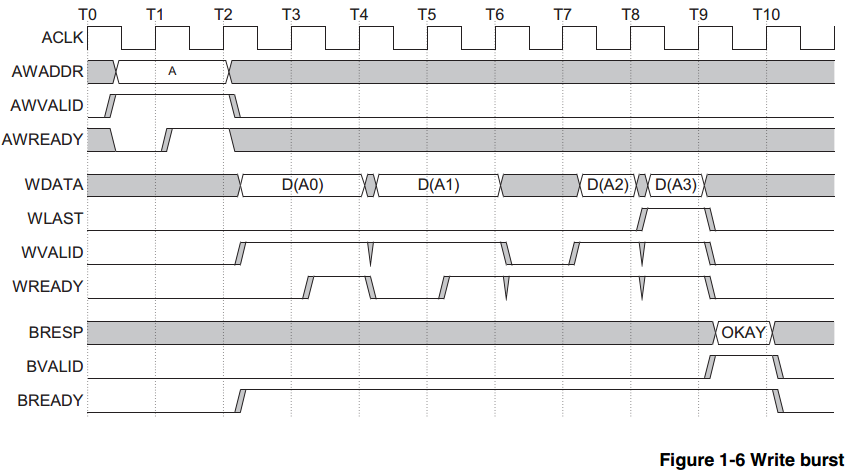 T0 T1 T2 T3 T4 T5 T6 T7 T8 T9 T10
ACLK
AWADDR A
AWVALID
AWREADY
WDATA D(A0) D(A1) D(A2) D(A3)
WLAST
WVALID
WREADY
BRESP OKAY
BVALID
BREADY
Figure 1-6 Write burst